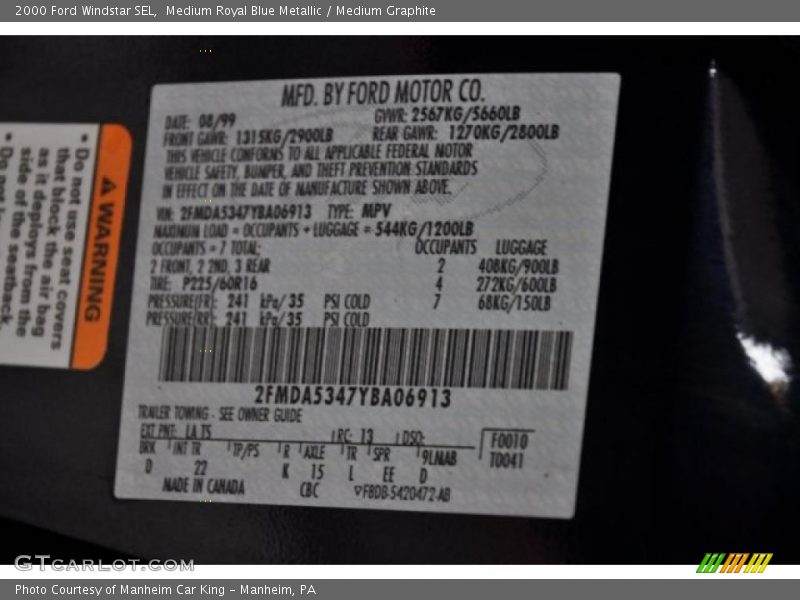 2000 Ford Windstar SEL,  Medium Royal Blue Metallic / Medium Graphite
MFD. BY FORD MOTOR CO.
DATE: 08/99 GVWR: 2567KG/5660LB
FRONT GAWR: 1315KG/2900LB REAR GAWR: 1270KG/2800LB
THIS VEHICLE CONFORMS TO ALL APPLICABLE FEDERAL MOTOR
VEHICLE SAFETY, BUMPER, AND THEFT PREVENTION STANDARDS
IN EFFECT ON THE DATE OF MANUFACTURE SHOWN ABOVE.
VIN: 2FMDA5347YBA06913 TYPE: MPV
MAXIMUM LOAD = OCCUPANTS + LUGGAGE = 544KG/1200LB
OCCUPANTS = 7 TOTAL: OCCUPANTS LUGGAGE
2 FRONT, 2 2ND, 3 REAR 2 408KG/900LB
TIRE: P225/60R16 4 272KG/600LB
PRESSURE(FR): 241 kPa/35 PSI COLD 7 68KG/150LB
PRESSURE(RR): 241 kPa/35 PSI COLD
2FMDA5347YBA06913
TRAILER TOWING - SEE OWNER GUIDE
EXT PNT: LA TS RC: 13 DSO: F0010
BRK INT TR TP/PS R AXLE TR SPR 9LMAB T0041
D 22 K 15 L EE D
MADE IN CANADA CBC F8DB-5420472-AB
WARNING
• Do not use seat covers
that block the air bag
as it deploys from the
side of the seatback.
GTCARLOT.COM
Photo Courtesy of Manheim Car King – Manheim, PA